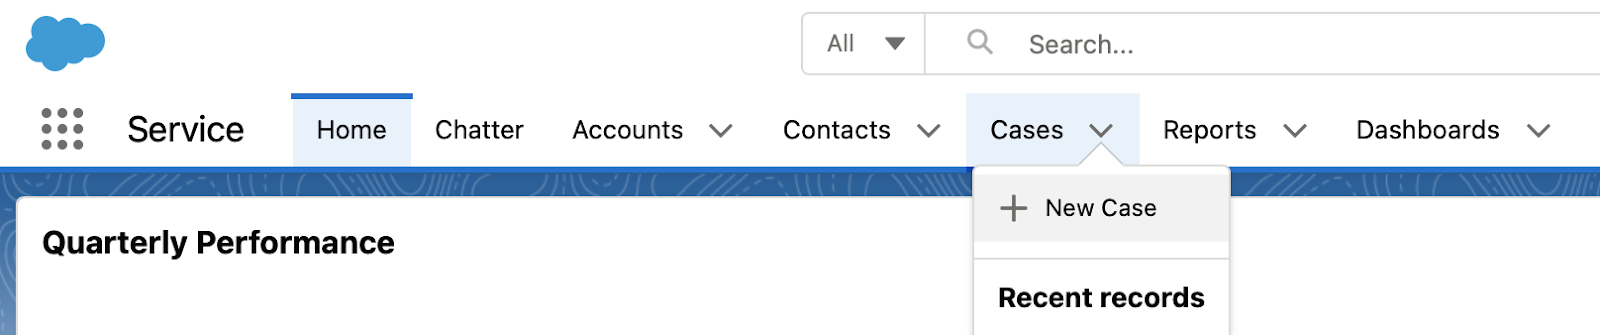 All Search...
Service Home Chatter Accounts Contacts Cases Reports Dashboards
New Case
Quarterly Performance
Recent records